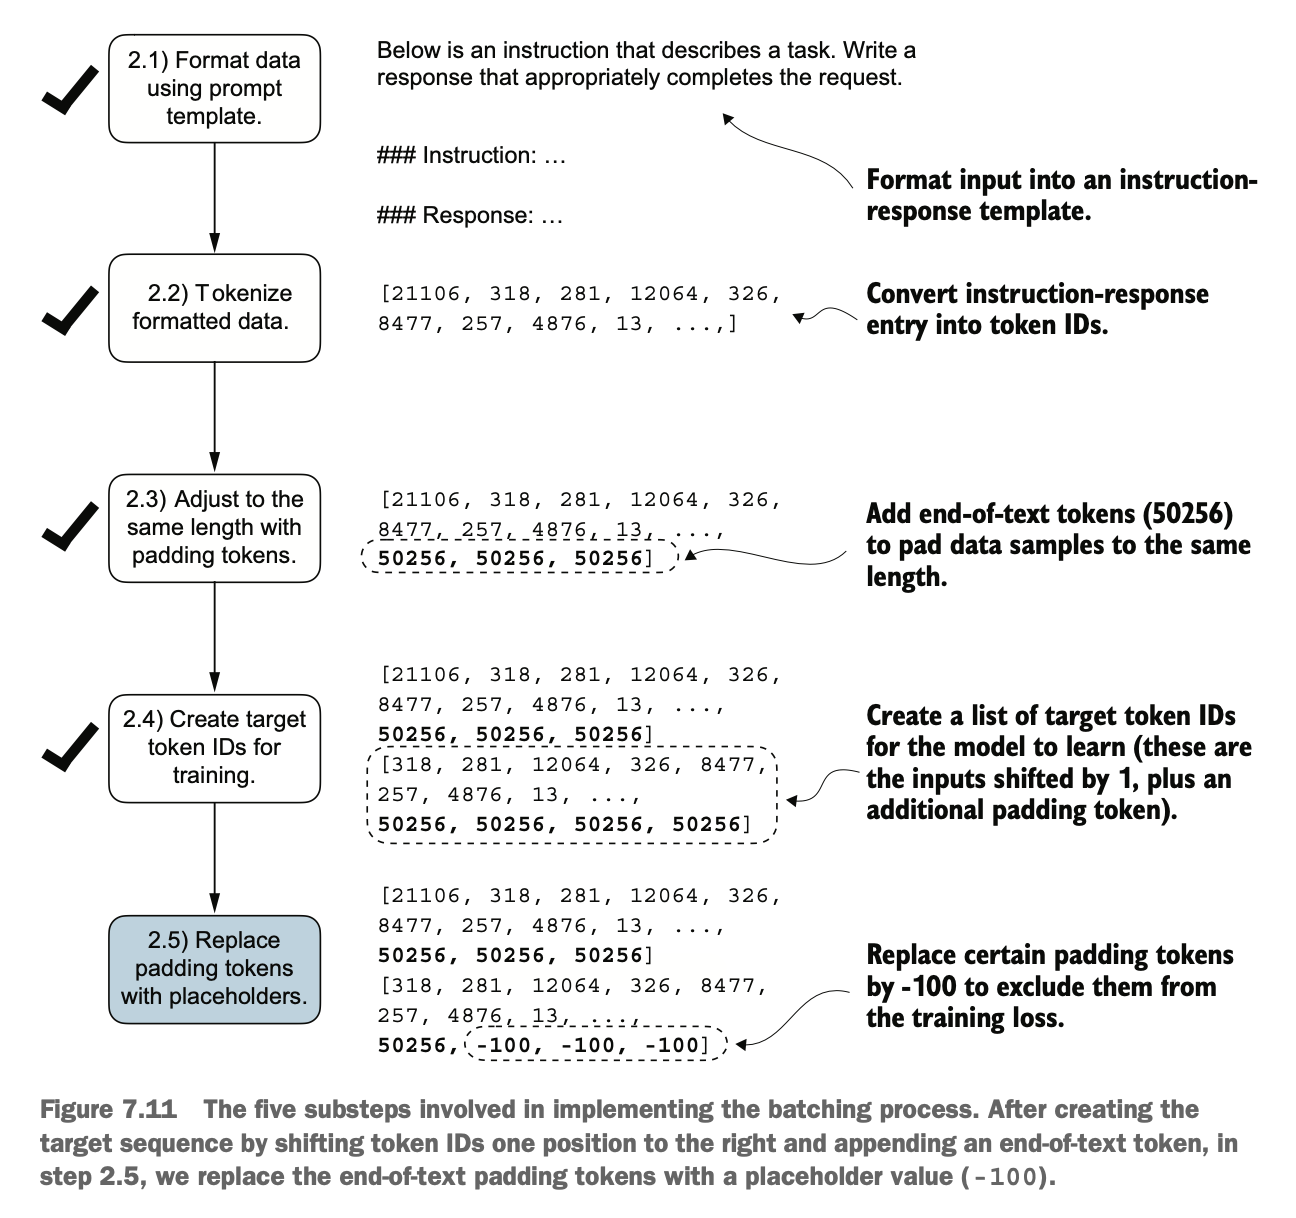 2.1) Format data
using prompt
template.
Below is an instruction that describes a task. Write a
response that appropriately completes the request.
### Instruction: …
### Response: …
Format input into an instruction-
response template.
2.2) Tokenize
formatted data.
[21106, 318, 281, 12064, 326,
8477, 257, 4876, 13, ...,]
Convert instruction-response
entry into token IDs.
2.3) Adjust to the
same length with
padding tokens.
[21106, 318, 281, 12064, 326,
8477, 257, 4876, 13, ...,
50256, 50256, 50256]
Add end-of-text tokens (50256)
to pad data samples to the same
length.
2.4) Create target
token IDs for
training.
[21106, 318, 281, 12064, 326,
8477, 257, 4876, 13, ...,
50256, 50256, 50256]
[318, 281, 12064, 326, 8477,
257, 4876, 13, ...,
50256, 50256, 50256, 50256]
Create a list of target token IDs
for the model to learn (these are
the inputs shifted by 1, plus an
additional padding token).
2.5) Replace
padding tokens
with placeholders.
[21106, 318, 281, 12064, 326,
8477, 257, 4876, 13, ...,
50256, 50256, 50256]
[318, 281, 12064, 326, 8477,
257, 4876, 13, ...,
50256, -100, -100, -100]
Replace certain padding tokens
by -100 to exclude them from
the training loss.
Figure 7.11 The five substeps involved in implementing the batching process. After creating the
target sequence by shifting token IDs one position to the right and appending an end-of-text token, in
step 2.5, we replace the end-of-text padding tokens with a placeholder value (-100).